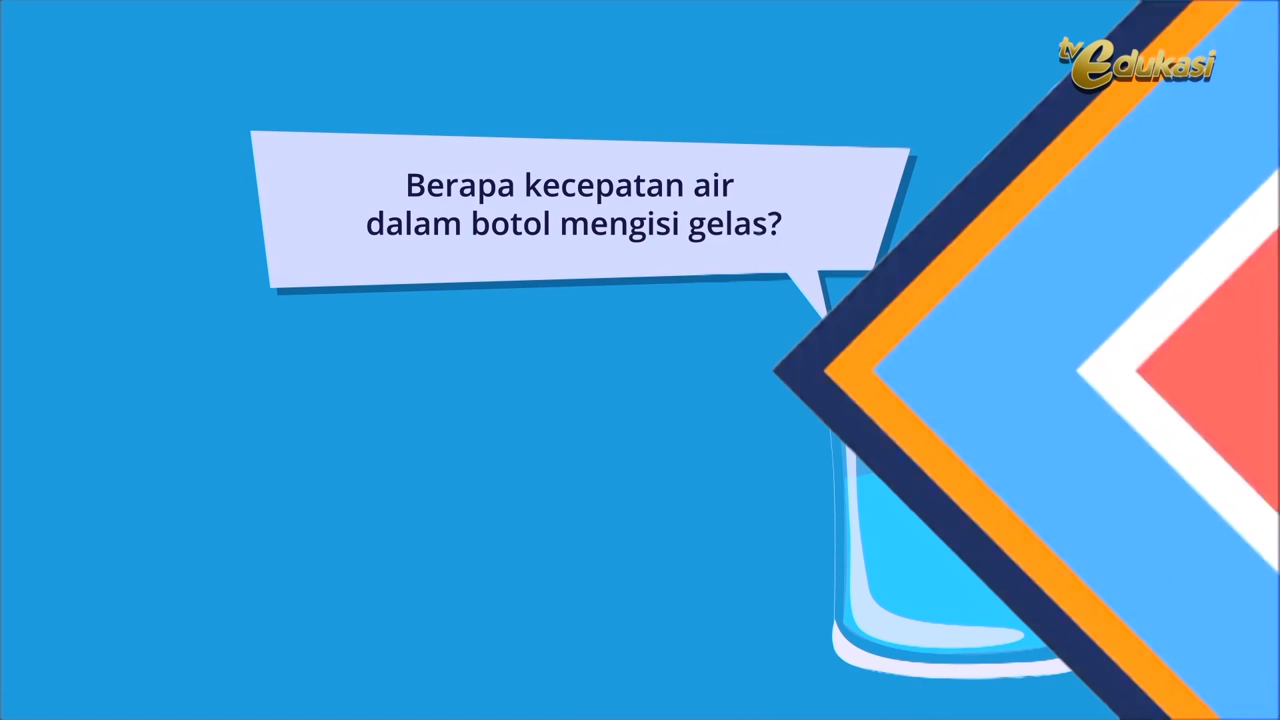 tv Edukasi
Berapa kecepatan air
dalam botol mengisi gelas?